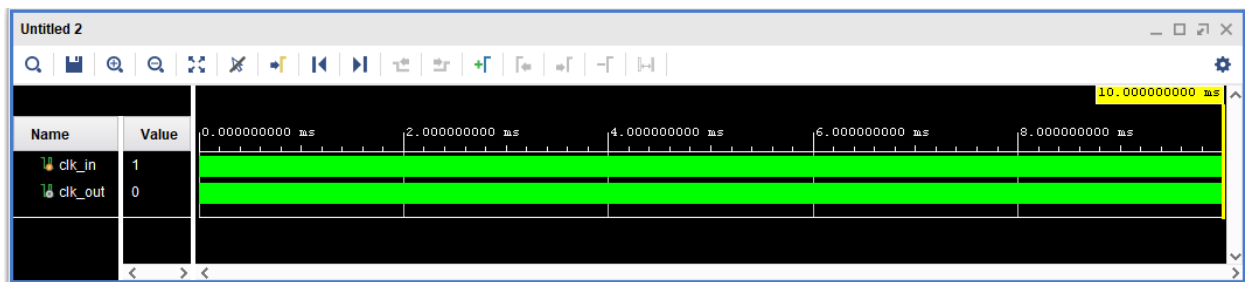 Untitled 2
10.000000000 ms
Name Value 0.000000000 ms 2.000000000 ms 4.000000000 ms 6.000000000 ms 8.000000000 ms
clk_in 1
clk_out 0